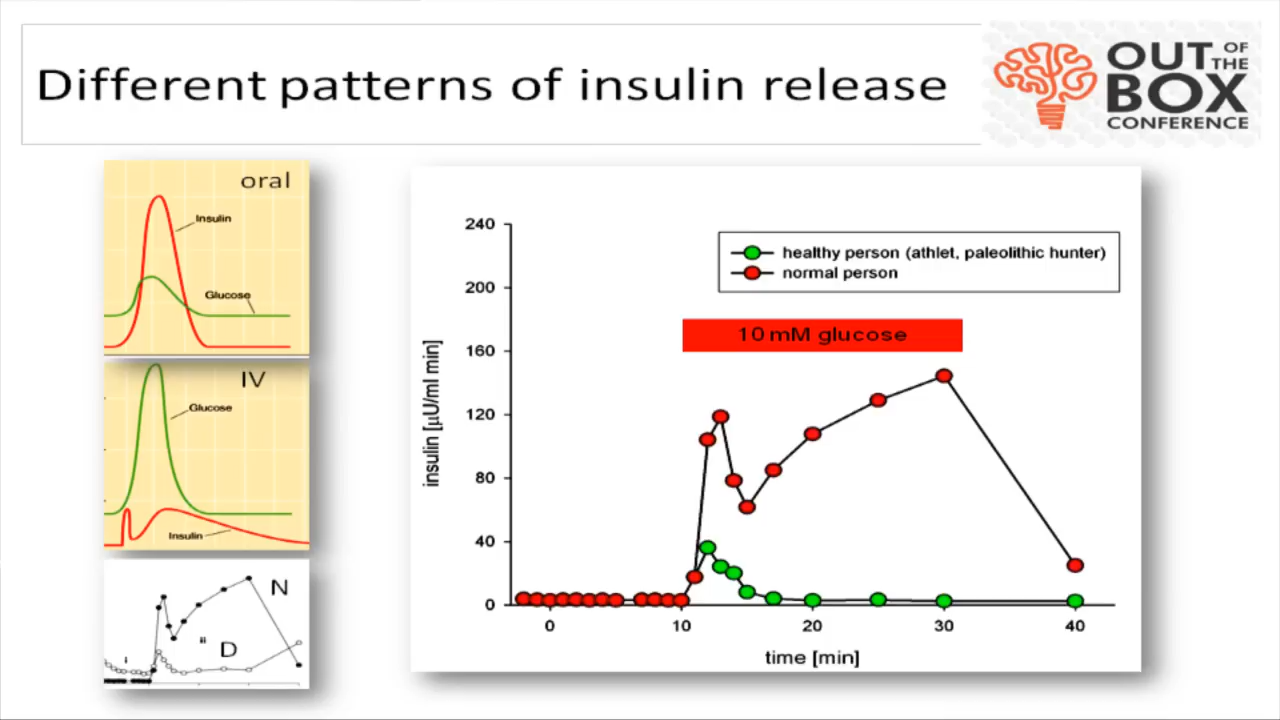 Different patterns of insulin release
OUT OF THE
BOX
CONFERENCE
oral
Insulin
Glucose
IV
Glucose
Insulin
N
D
240
200
160
120
80
40
0
insulin [µU/ml min]
healthy person (athlet, paleolithic hunter)
normal person
10 mM glucose
0 10 20 30 40
time [min]